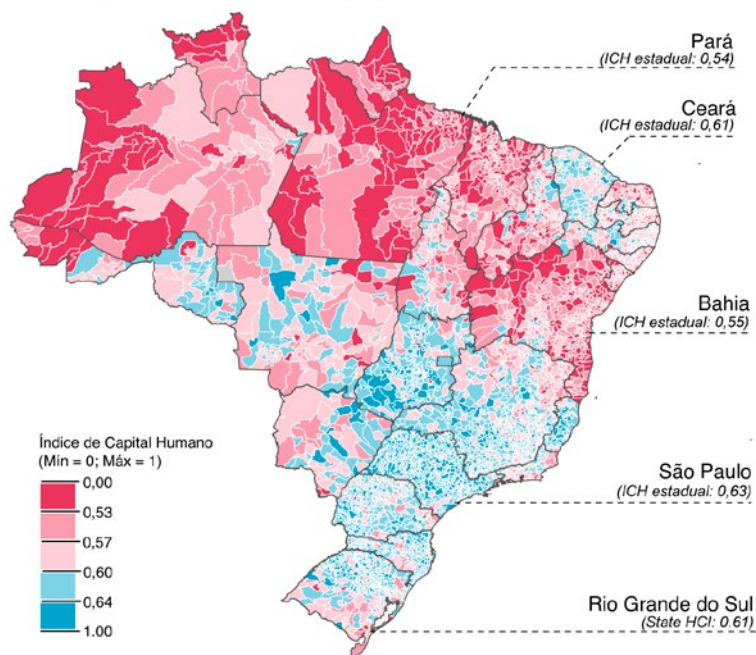 Pará
(ICH estadual: 0,54)
Ceará
(ICH estadual: 0,61)
Bahia
(ICH estadual: 0,55)
São Paulo
(ICH estadual: 0,63)
Rio Grande do Sul
(State HCI: 0.61)
Índice de Capital Humano
(Mín = 0; Máx = 1)
0,00
0,53
0,57
0,60
0,64
1.00